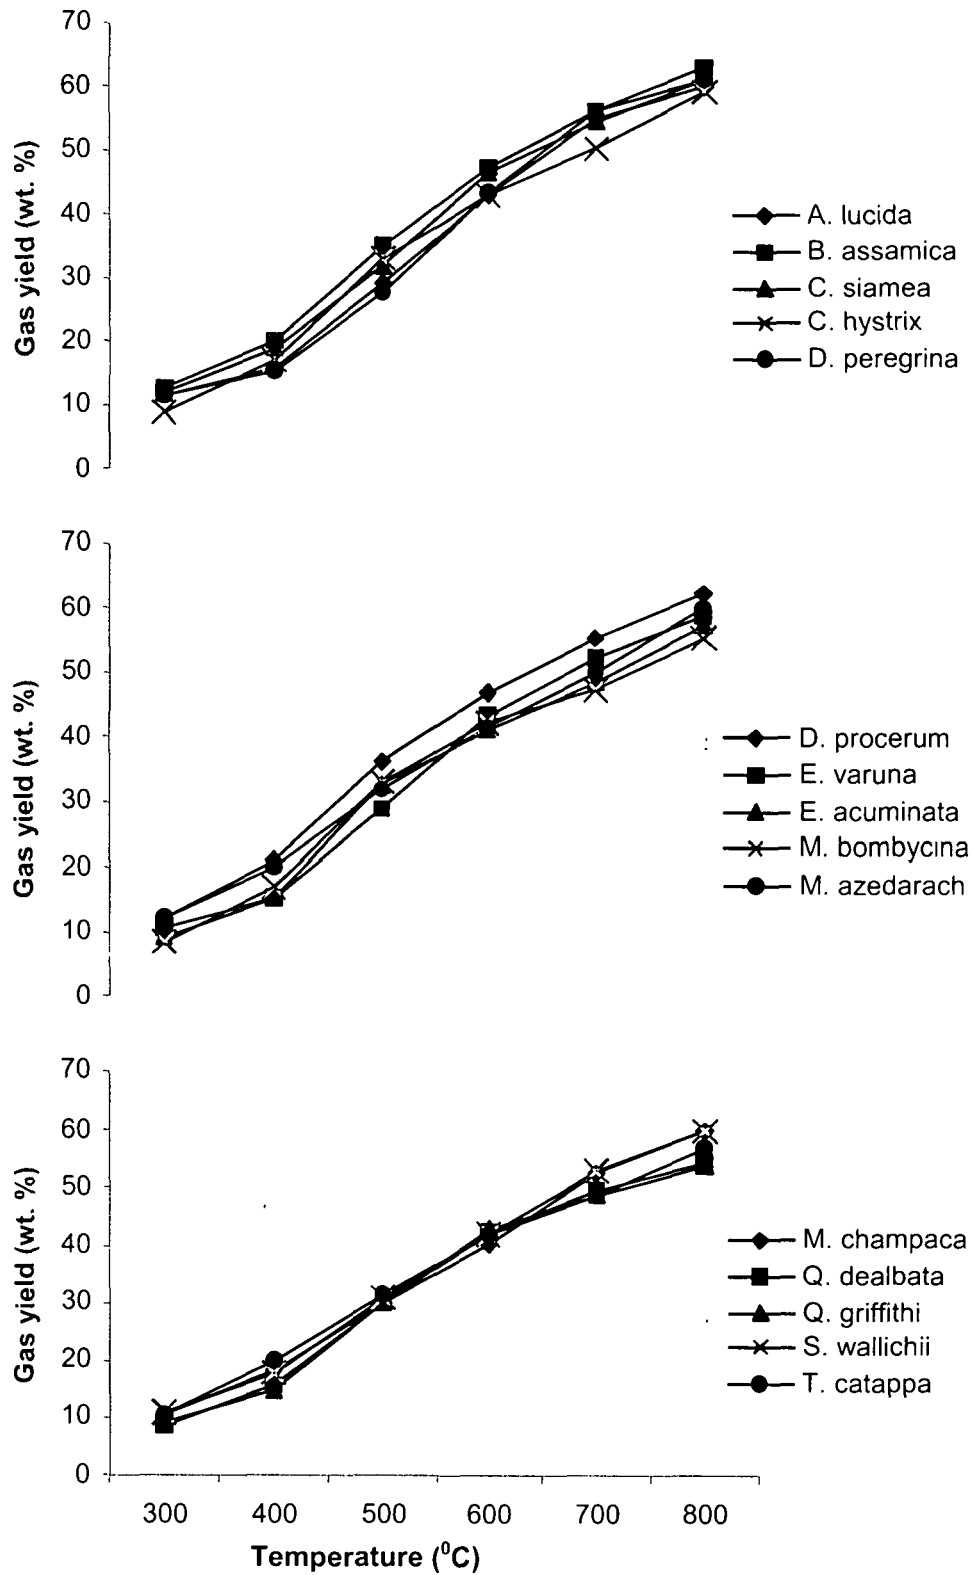 70
60
50
40
30
20
10
0
Gas yield (wt. %)
A. lucida
B. assamica
C. siamea
C. hystrix
D. peregrina
70
60
50
40
30
20
10
0
Gas yield (wt. %)
D. procerum
E. varuna
E. acuminata
M. bombycina
M. azedarach
70
60
50
40
30
20
10
0
Gas yield (wt. %)
M. champaca
Q. dealbata
Q. griffithi
S. wallichii
T. catappa
300 400 500 600 700 800
Temperature (⁰C)